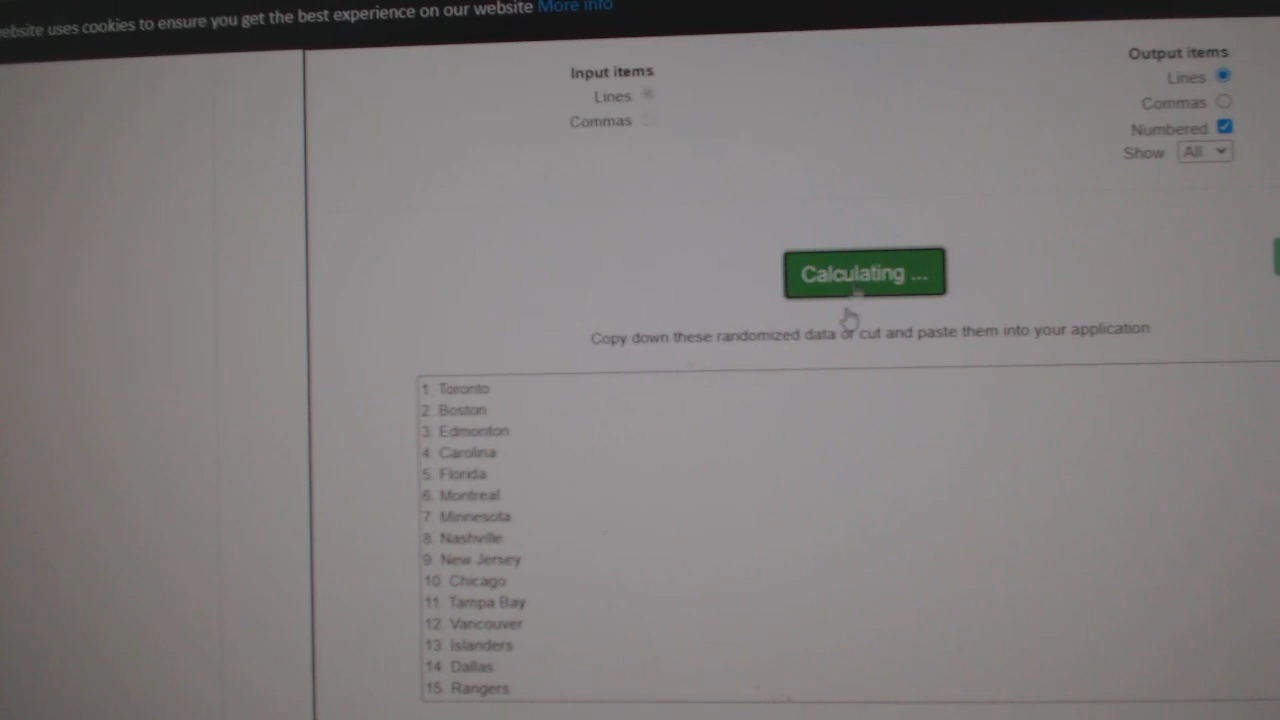 ebsite uses cookies to ensure you get the best experience on our website More info
Input items
Lines
Commas
Output items
Lines
Commas
Numbered
Show All
Calculating ...
Copy down these randomized data or cut and paste them into your application
1. Toronto
2. Boston
3. Edmonton
4. Carolina
5. Florida
6. Montreal
7. Minnesota
8. Nashville
9. New Jersey
10. Chicago
11. Tampa Bay
12. Vancouver
13. Islanders
14. Dallas
15. Rangers